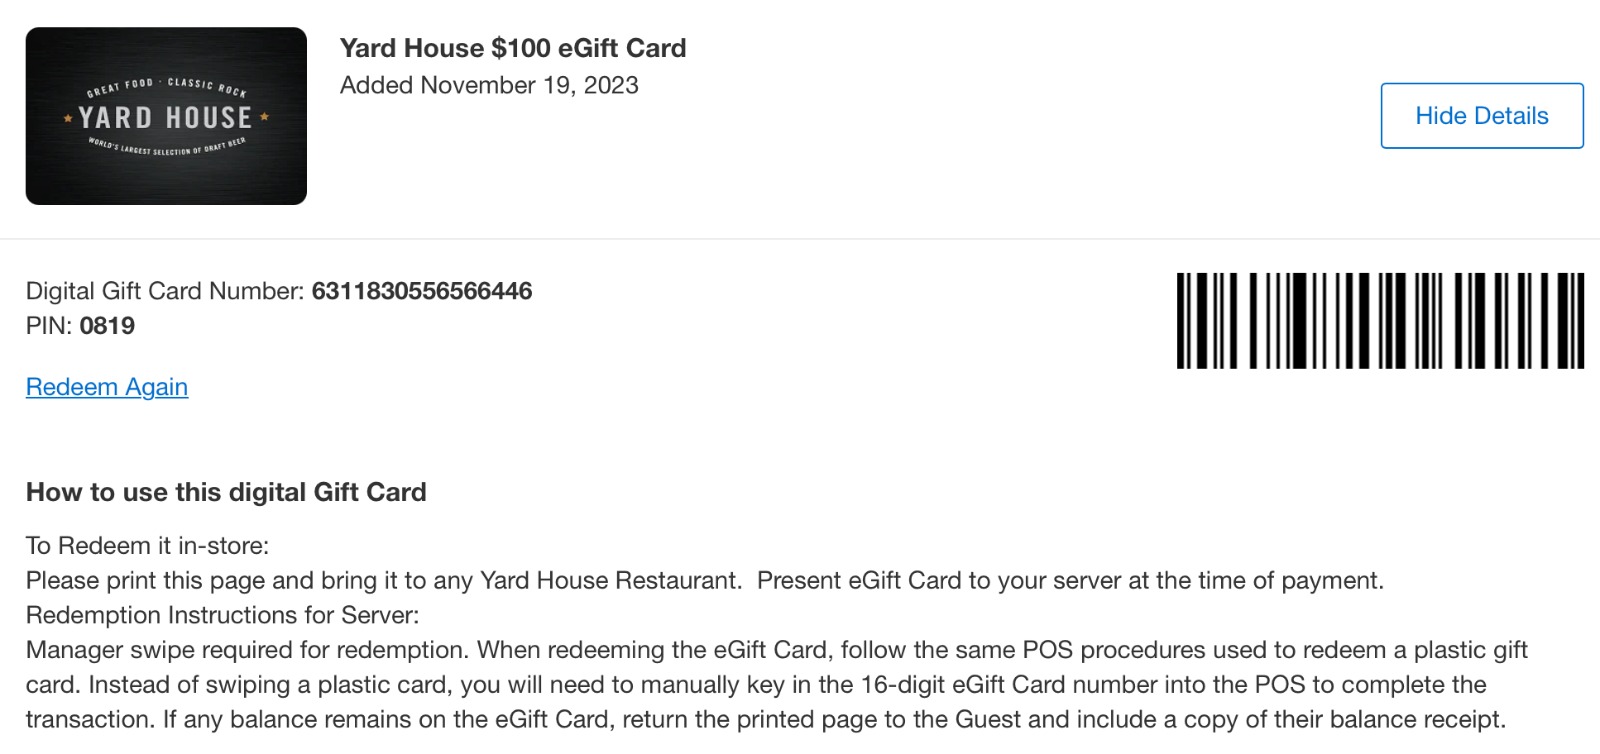 GREAT FOOD · CLASSIC ROCK
YARD HOUSE
WORLD'S LARGEST SELECTION OF DRAFT BEER
Yard House $100 eGift Card
Added November 19, 2023
Hide Details
Digital Gift Card Number: 6311830556566446
PIN: 0819
Redeem Again
How to use this digital Gift Card
To Redeem it in-store:
Please print this page and bring it to any Yard House Restaurant.  Present eGift Card to your server at the time of payment.
Redemption Instructions for Server:
Manager swipe required for redemption. When redeeming the eGift Card, follow the same POS procedures used to redeem a plastic gift
card. Instead of swiping a plastic card, you will need to manually key in the 16-digit eGift Card number into the POS to complete the
transaction. If any balance remains on the eGift Card, return the printed page to the Guest and include a copy of their balance receipt.